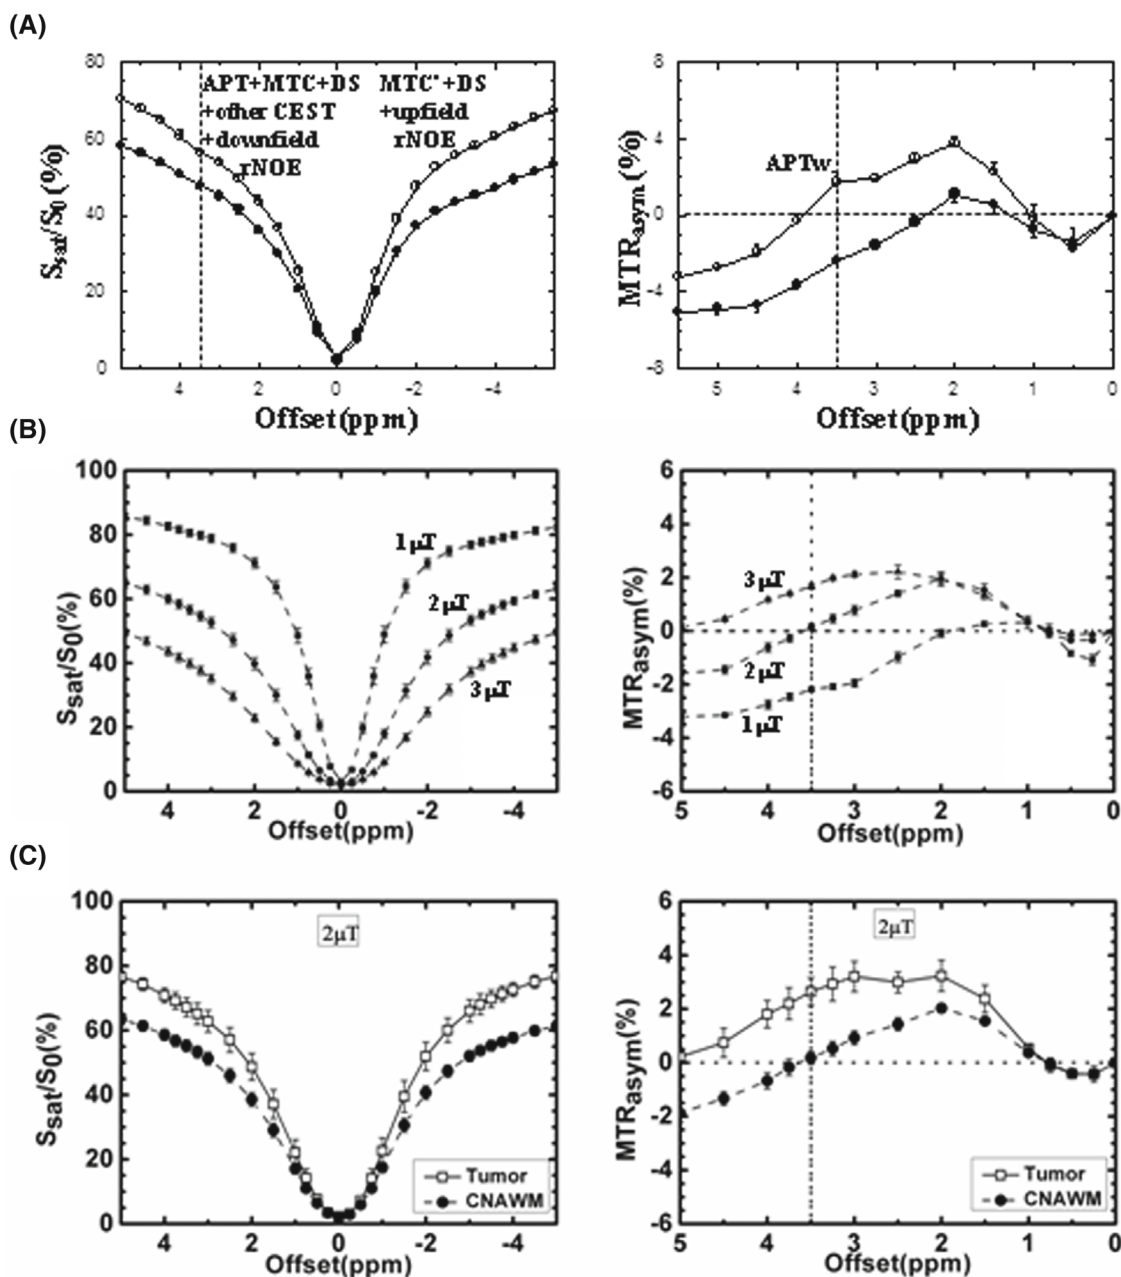 (A)
80
60
40
20
0
Ssat/S0 (%)
APT+MTC+DS
+other CEST
+downfield
rNOE
MTC'+DS
+upfield
rNOE
4 2 0 -2 -4
Offset(ppm)
8
4
0
-4
-8
MTRasym (%)
APTw
5 4 3 2 1 0
Offset (ppm)
(B)
100
80
60
40
20
0
Ssat/S0(%)
1μT
2μT
3μT
4 2 0 -2 -4
Offset(ppm)
6
4
2
0
-2
-4
-6
MTRasym(%)
3μT
2μT
1μT
5 4 3 2 1 0
Offset(ppm)
(C)
100
80
60
40
20
0
Ssat/S0(%)
2μT
Tumor
CNAWM
4 2 0 -2 -4
Offset(ppm)
6
4
2
0
-2
-4
-6
MTRasym(%)
2μT
Tumor
CNAWM
5 4 3 2 1 0
Offset(ppm)